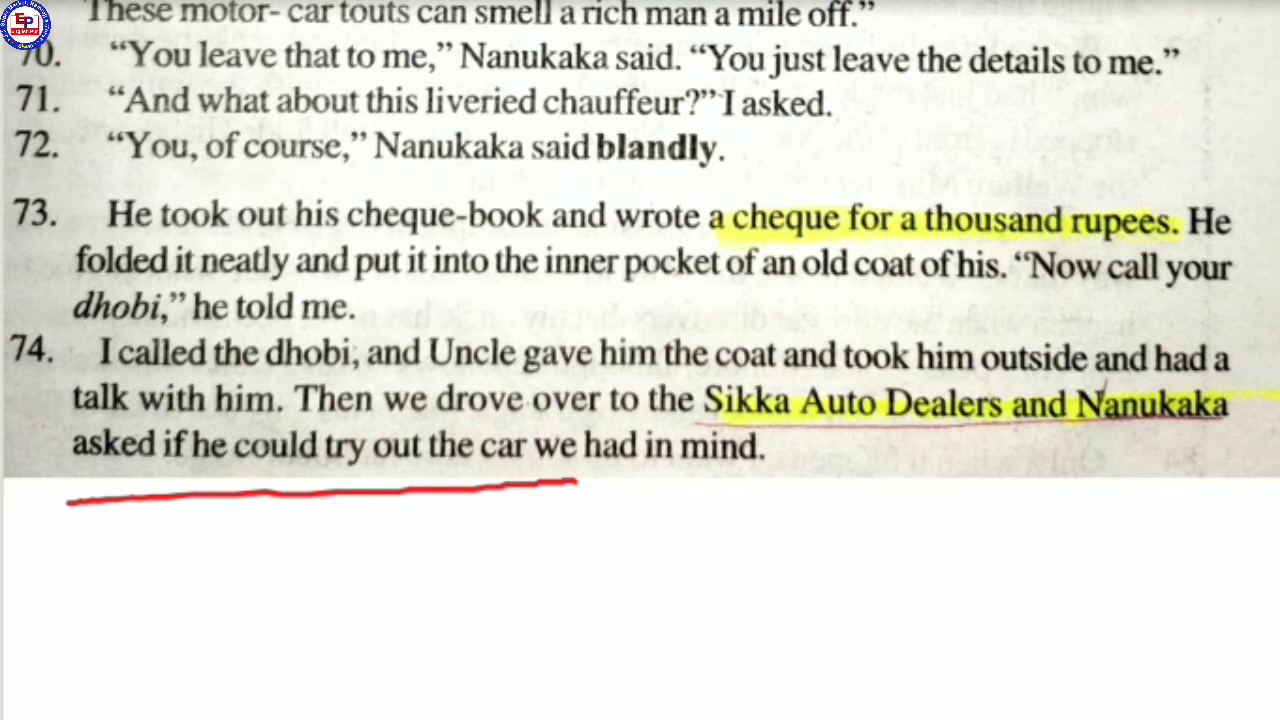 EP
These motor- car touts can smell a rich man a mile off.”
70. “You leave that to me,” Nanukaka said. “You just leave the details to me.”
71. “And what about this liveried chauffeur?” I asked.
72. “You, of course,” Nanukaka said blandly.
73. He took out his cheque-book and wrote a cheque for a thousand rupees. He
folded it neatly and put it into the inner pocket of an old coat of his. “Now call your
dhobi,” he told me.
74. I called the dhobi, and Uncle gave him the coat and took him outside and had a
talk with him. Then we drove over to the Sikka Auto Dealers and Nanukaka
asked if he could try out the car we had in mind.